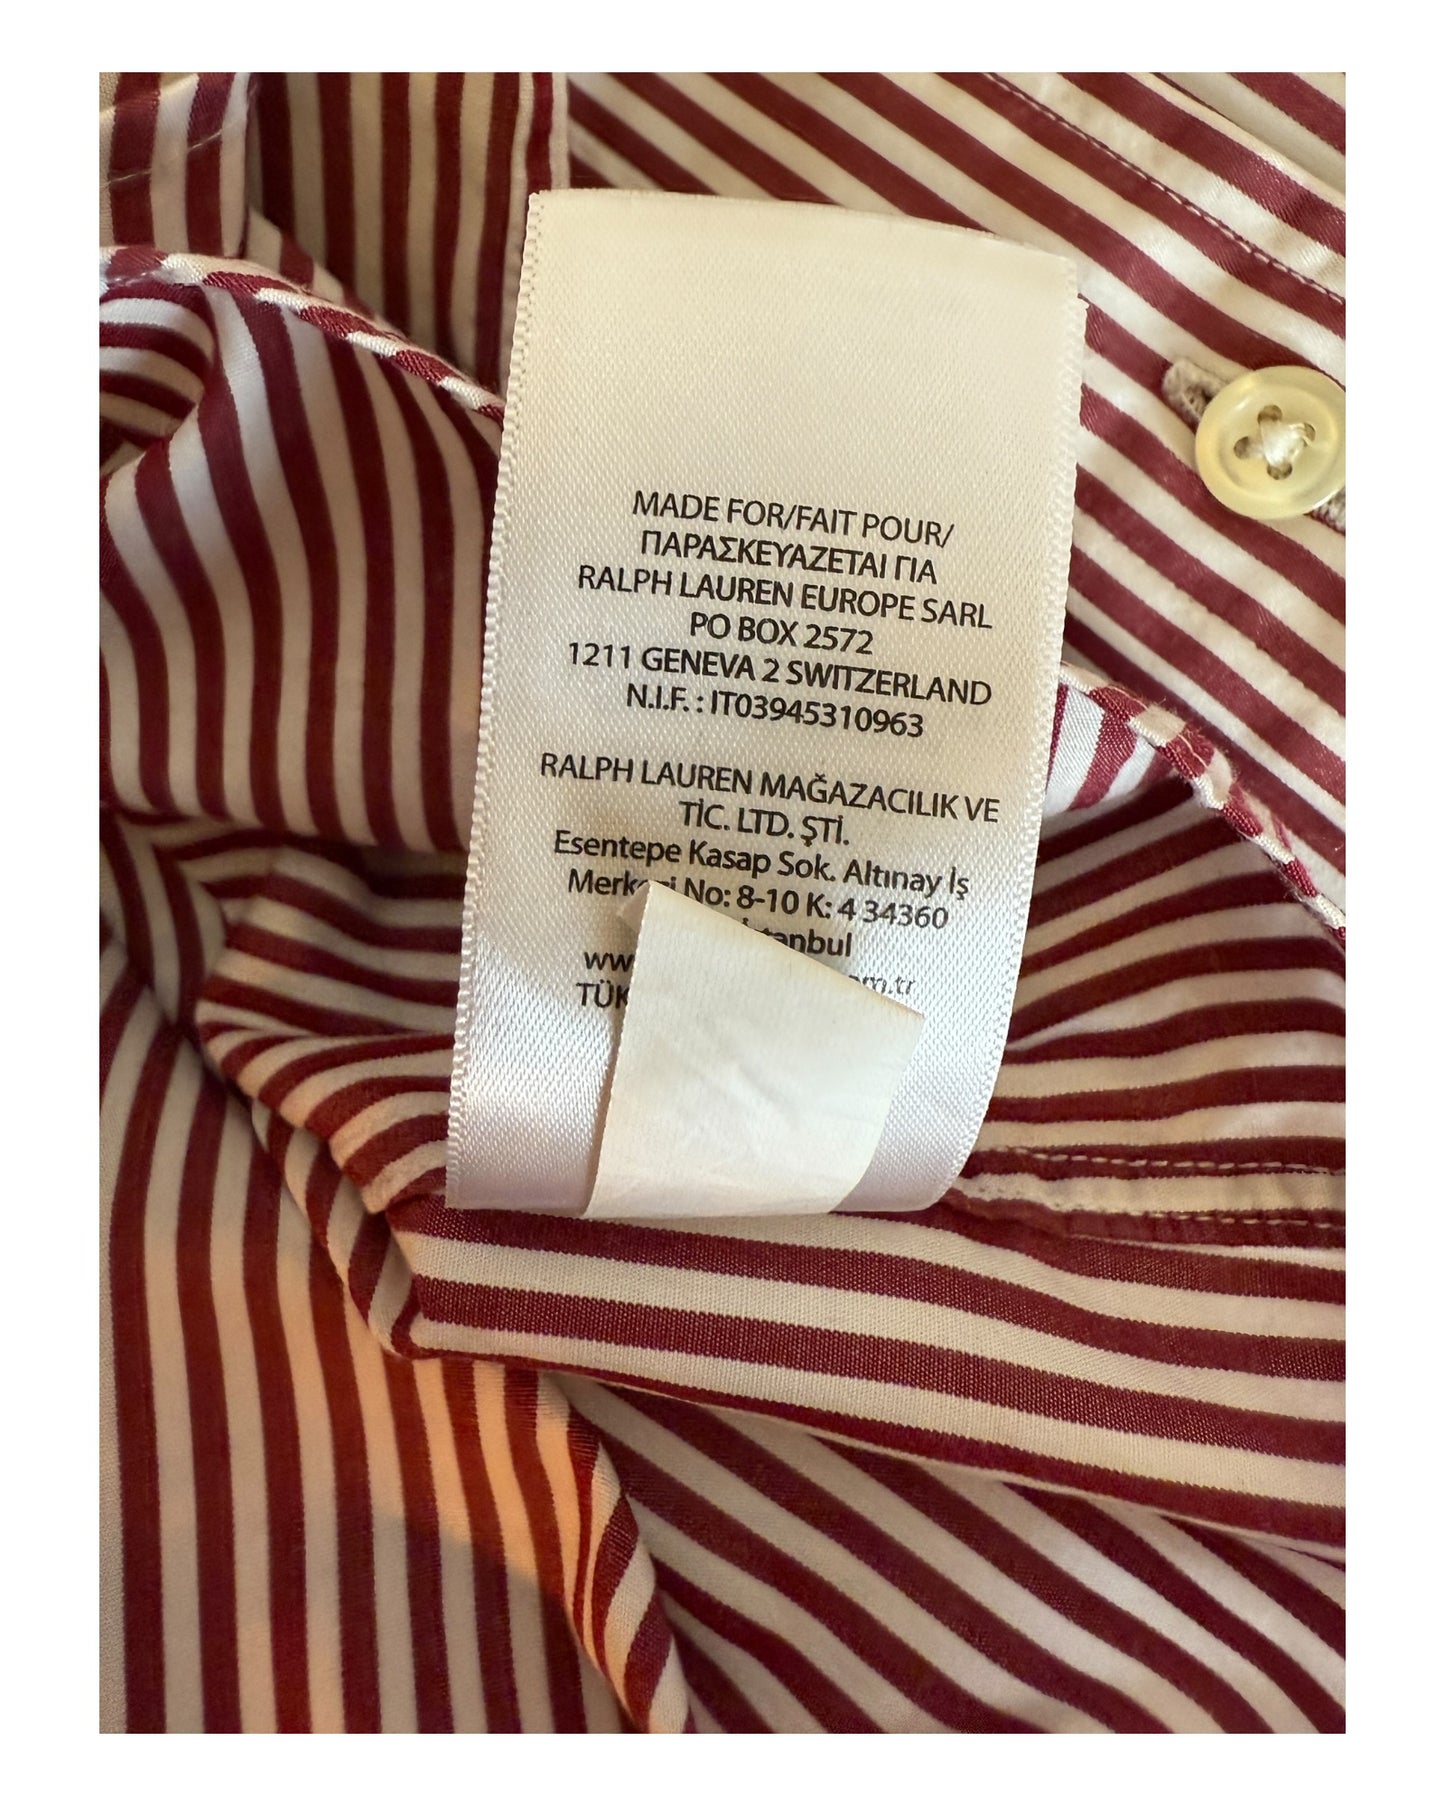 MADE FOR/FAIT POUR/
ΠΑΡΑΣΚΕΥΑΖΕΤΑΙ ΓΙΑ
RALPH LAUREN EUROPE SARL
PO BOX 2572
1211 GENEVA 2 SWITZERLAND
N.I.F. : IT03945310963
RALPH LAUREN MAĞAZACILIK VE
TİC. LTD. ŞTİ.
Esentepe Kasap Sok. Altınay İş
No: 8-10 K: 4 34360
İstanbul